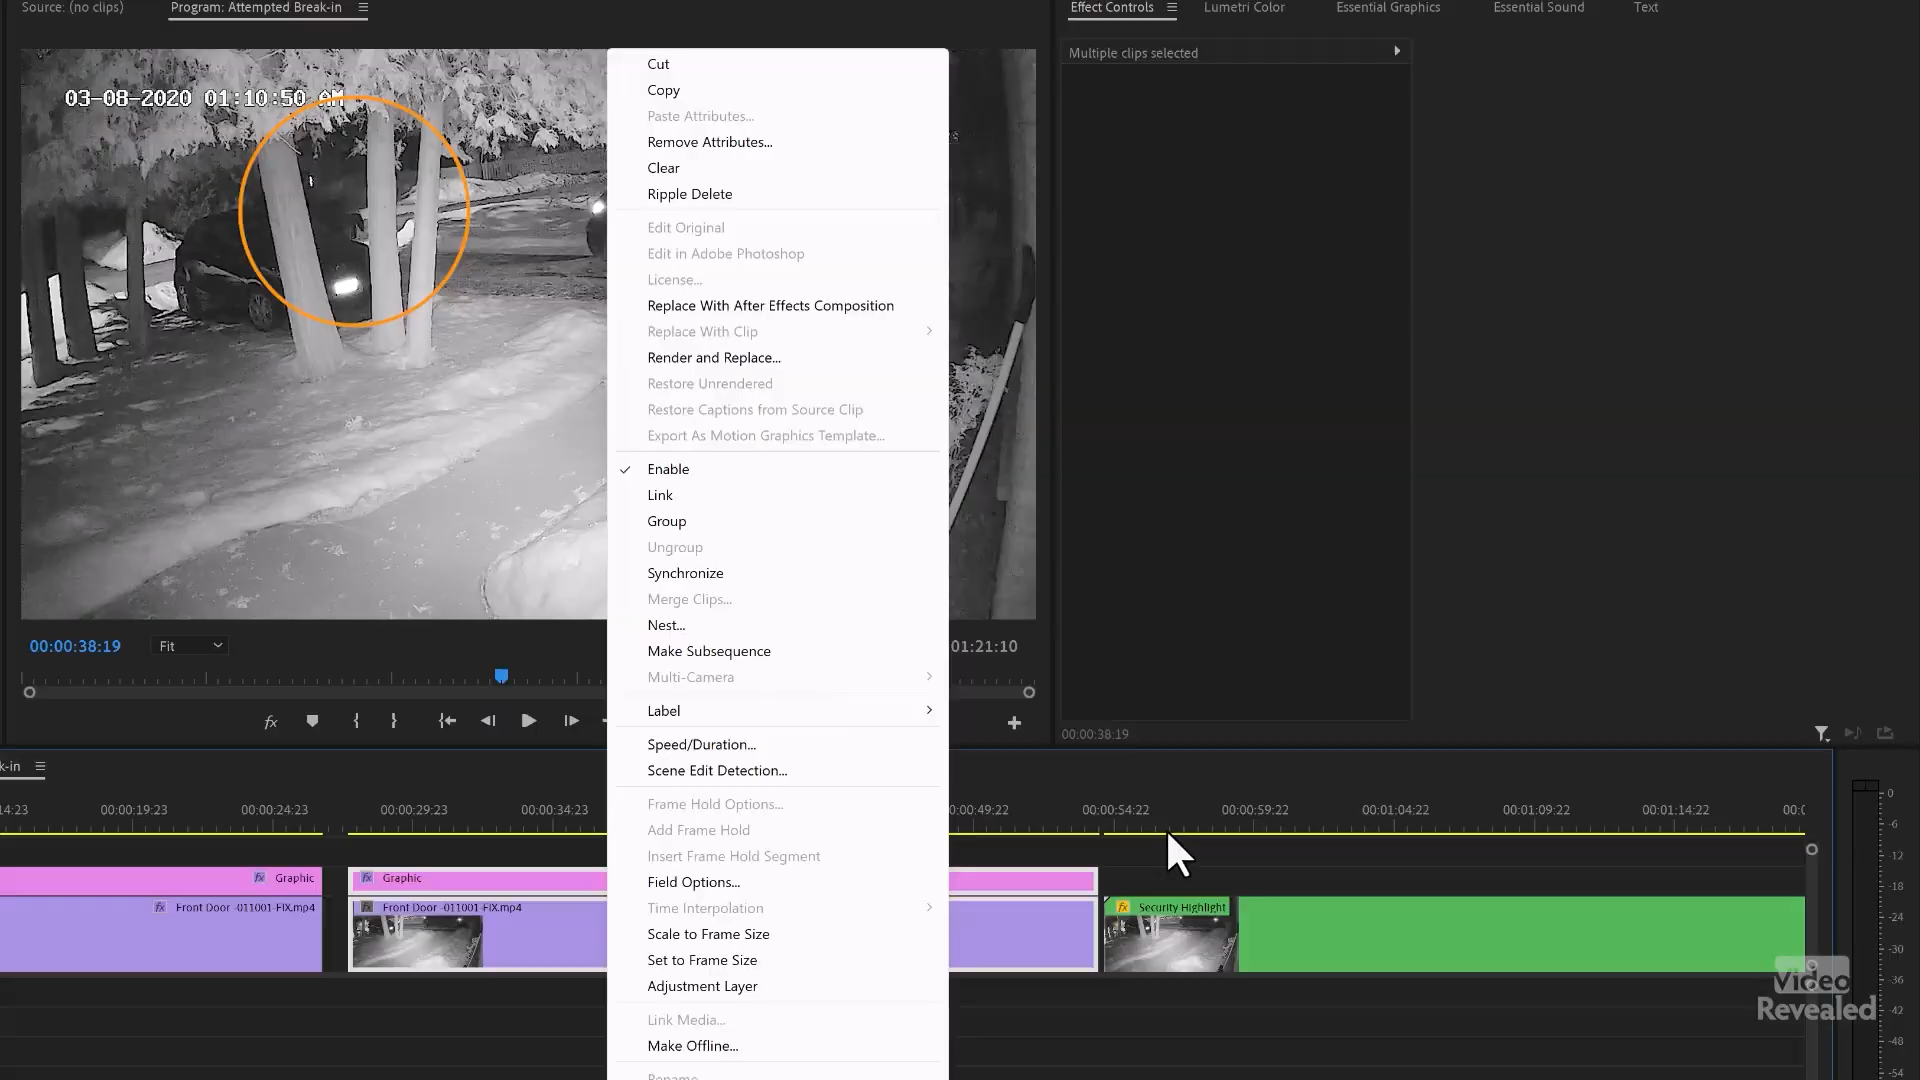 Source: (no clips)
Program: Attempted Break-in
Effect Controls
Lumetri Color
Essential Graphics
Essential Sound
Text
Multiple clips selected
03-08-2020 01:10:50 AM
Cut
Copy
Paste Attributes...
Remove Attributes...
Clear
Ripple Delete
Edit Original
Edit in Adobe Photoshop
License...
Replace With After Effects Composition
Replace With Clip
Render and Replace...
Restore Unrendered
Restore Captions from Source Clip
Export As Motion Graphics Template...
Enable
Link
Group
Ungroup
Synchronize
Merge Clips...
Nest...
Make Subsequence
Multi-Camera
Label
Speed/Duration...
Scene Edit Detection...
Frame Hold Options...
Add Frame Hold
Insert Frame Hold Segment
Field Options...
Time Interpolation
Scale to Frame Size
Set to Frame Size
Adjustment Layer
Link Media...
Make Offline...
Rename...
00:00:38:19
Fit
01:21:10
fx
00:00:38:19
k-in
14:23
00:00:19:23
00:00:24:23
00:00:29:23
00:00:34:23
00:49:22
00:00:54:22
00:00:59:22
00:01:04:22
00:01:09:22
00:01:14:22
00:0
fx Graphic
fx Graphic
fx Front Door -011001-FIX.mp4
fx Front Door -011001-FIX.mp4
fx Security Highlight
0
-6
-12
-18
-24
-30
-36
-42
-48
-54
Video
Revealed